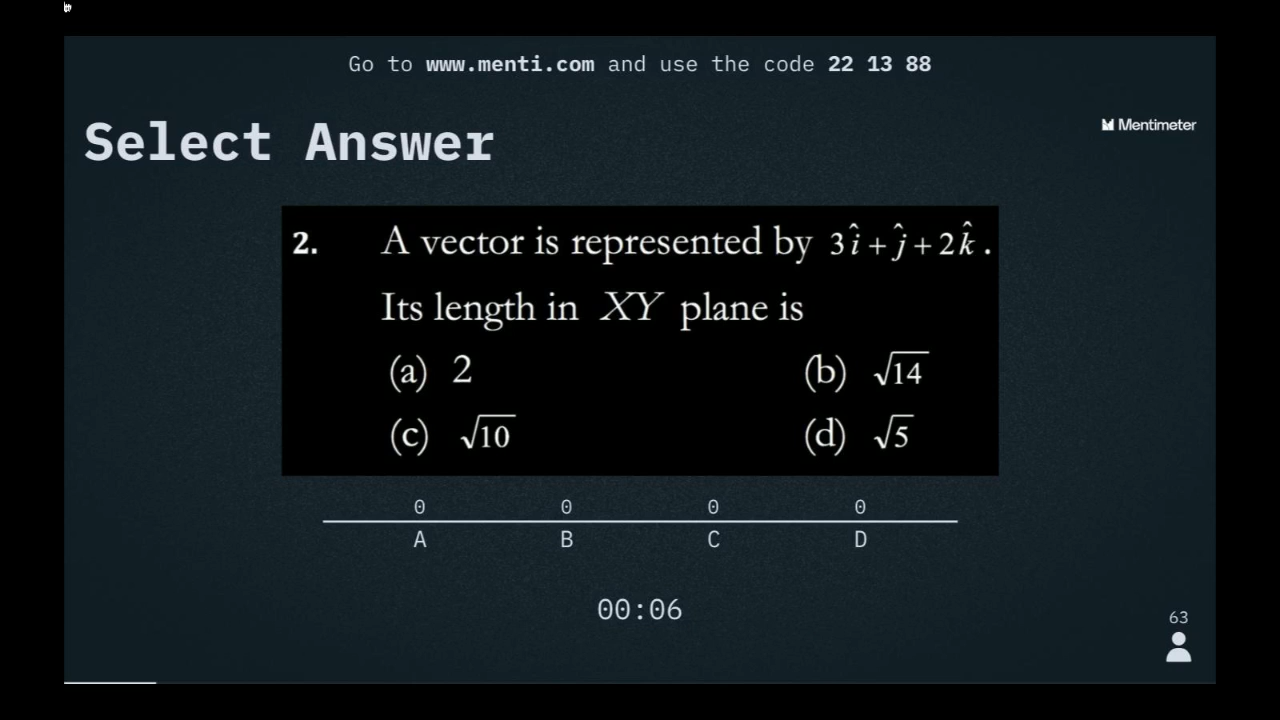 Go to www.menti.com and use the code 22 13 88
Mentimeter
Select Answer
2. A vector is represented by 3î + ĵ + 2k̂ .
Its length in XY plane is
(a) 2 (b) √14
(c) √10 (d) √5
0 0 0 0
A B C D
00:06
63